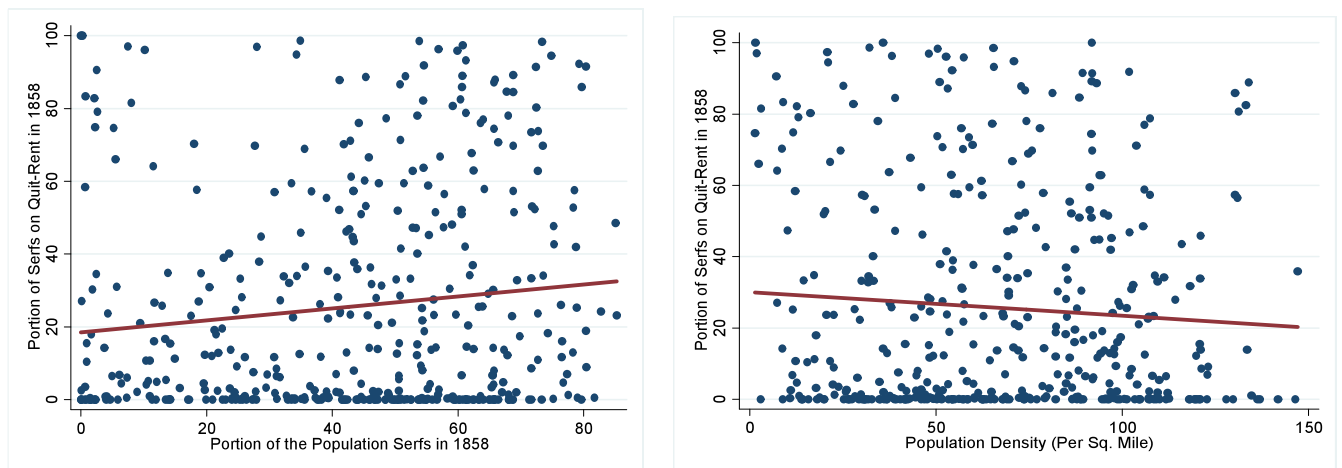 Portion of Serfs on Quit-Rent in 1858
100
80
60
40
20
0
0 20 40 60 80
Portion of the Population Serfs in 1858
Portion of Serfs on Quit-Rent in 1858
100
80
60
40
20
0
0 50 100 150
Population Density (Per Sq. Mile)